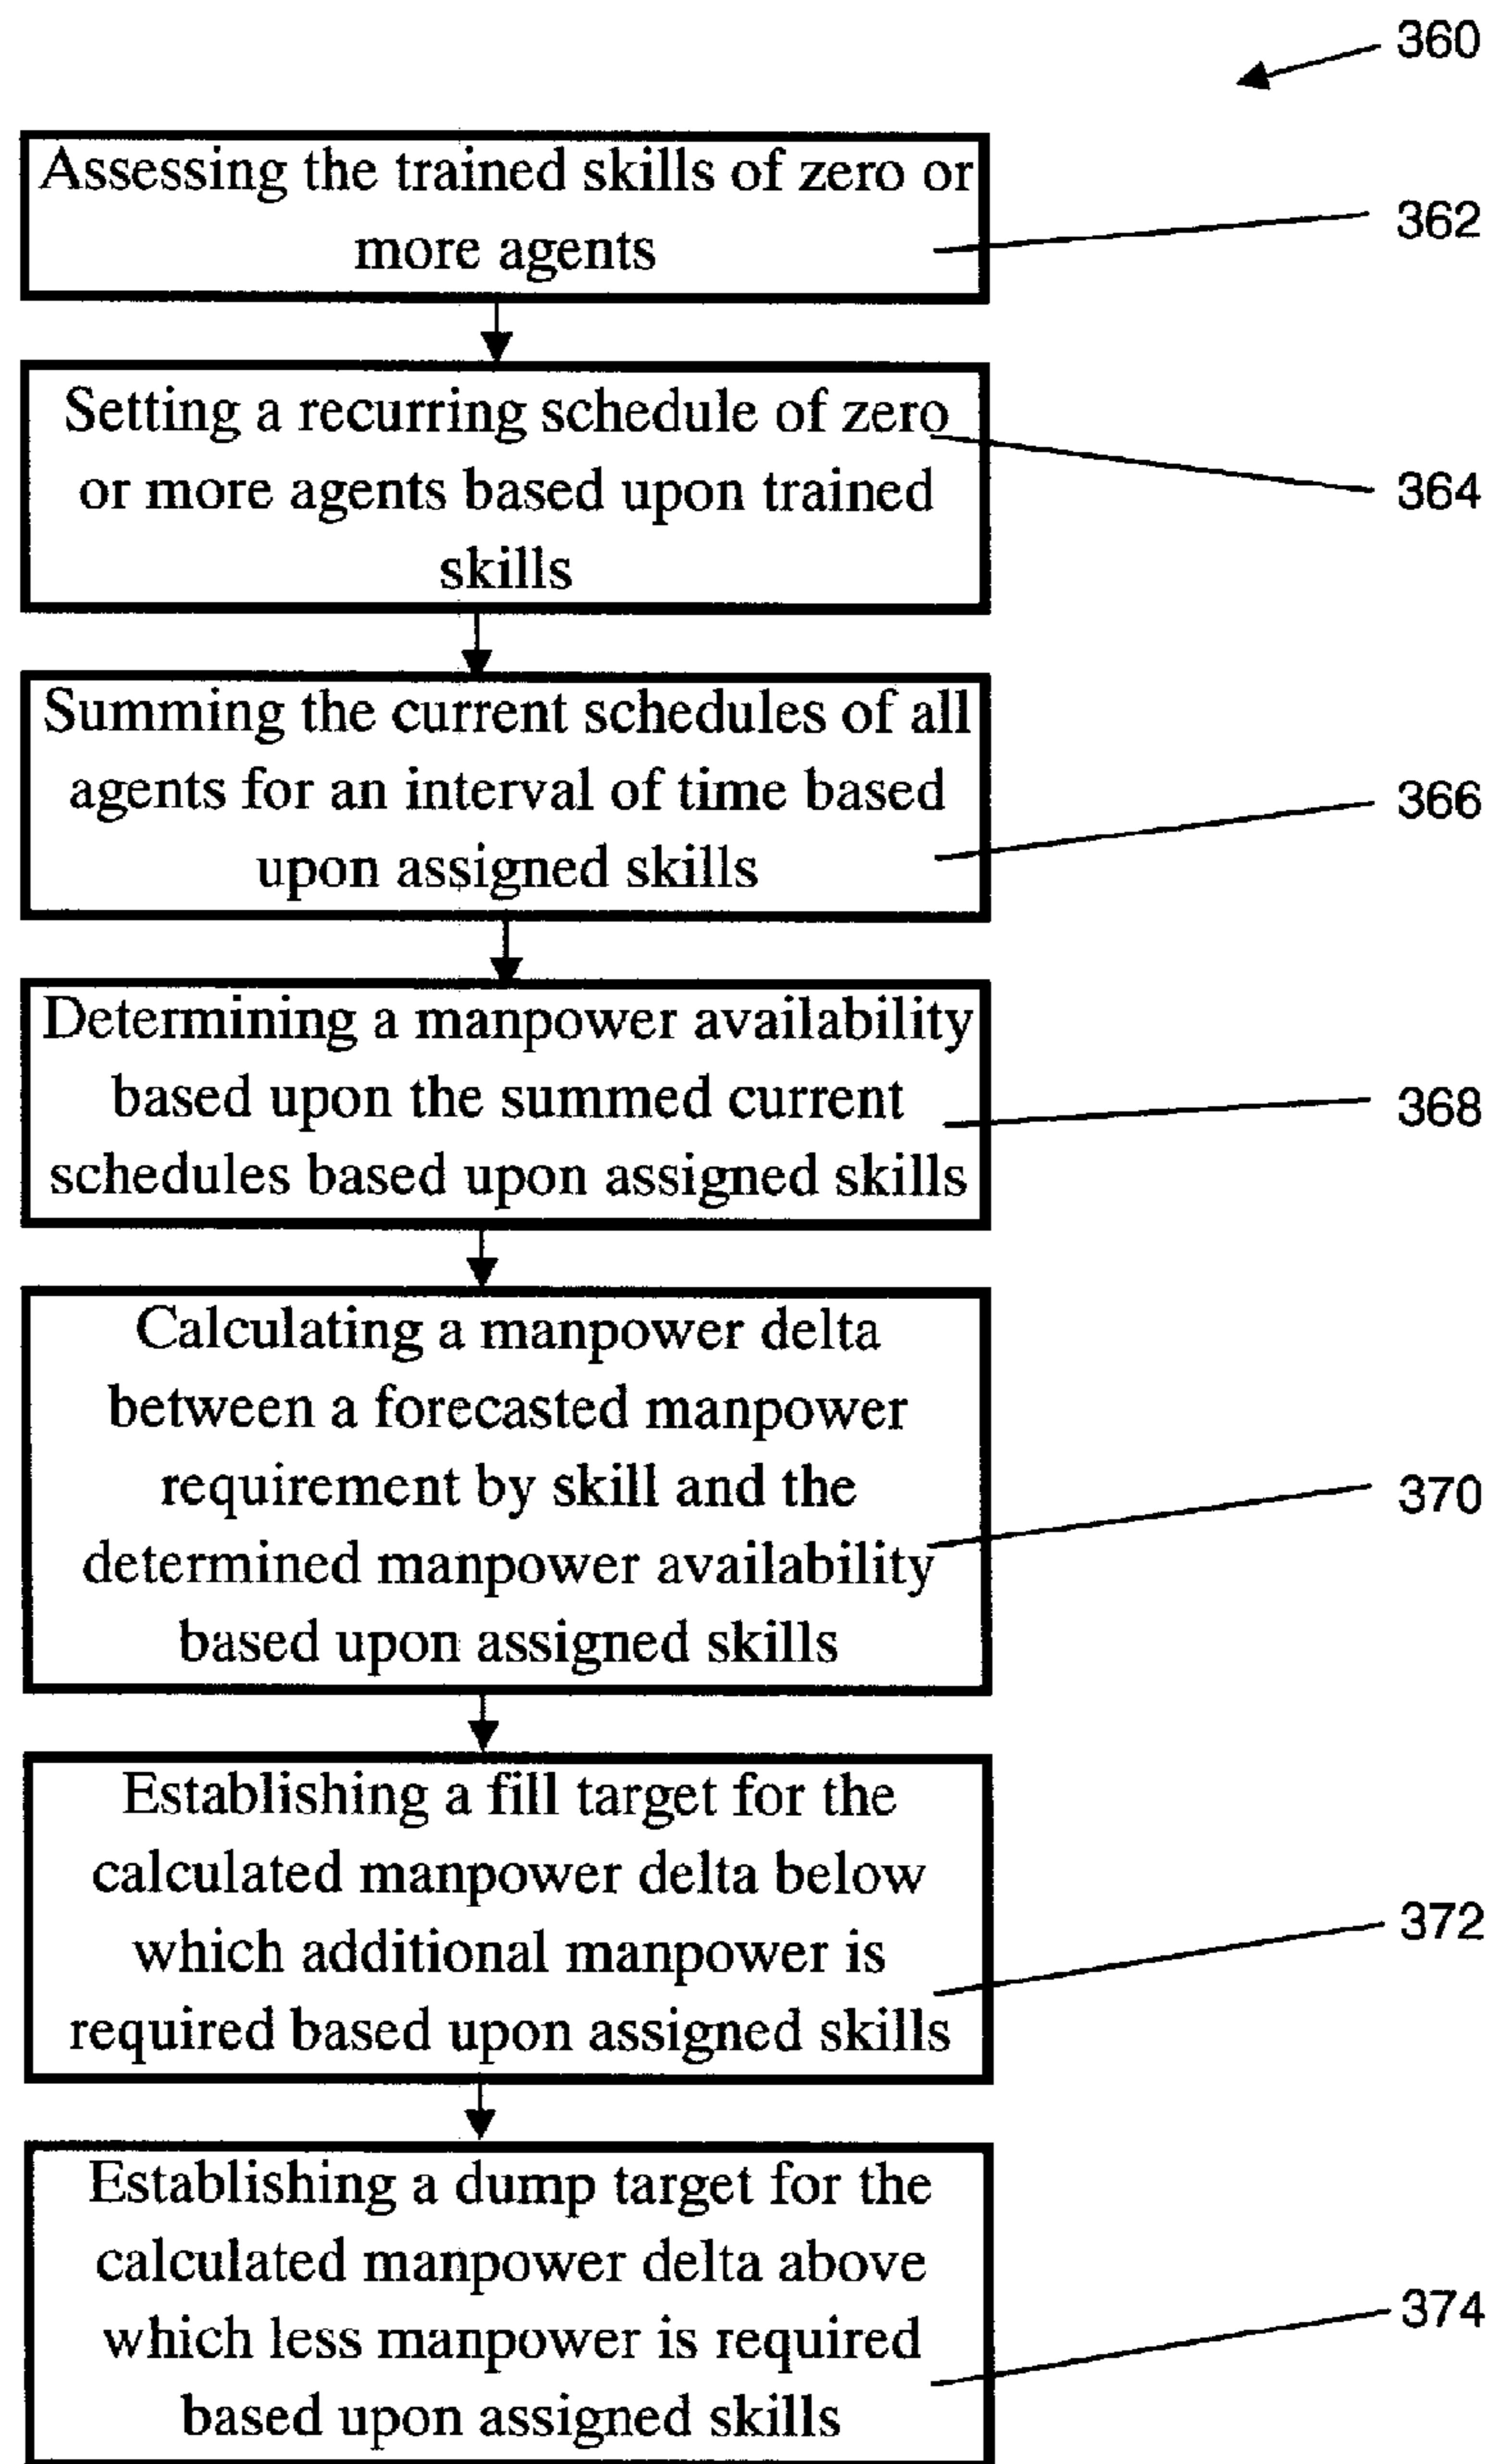 360
Assessing the trained skills of zero or
more agents
362
Setting a recurring schedule of zero
or more agents based upon trained
skills
364
Summing the current schedules of all
agents for an interval of time based
upon assigned skills
366
Determining a manpower availability
based upon the summed current
schedules based upon assigned skills
368
Calculating a manpower delta
between a forecasted manpower
requirement by skill and the
determined manpower availability
based upon assigned skills
370
Establishing a fill target for the
calculated manpower delta below
which additional manpower is
required based upon assigned skills
372
Establishing a dump target for the
calculated manpower delta above
which less manpower is required
based upon assigned skills
374